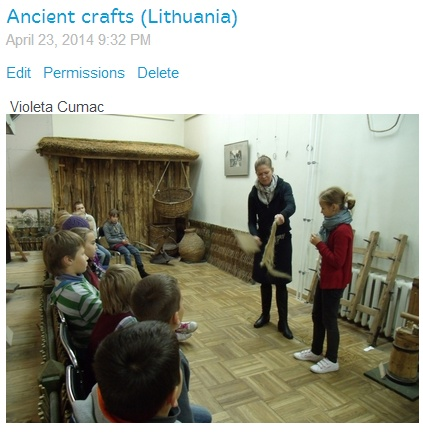 Ancient crafts (Lithuania)
April 23, 2014 9:32 PM
Edit Permissions Delete
Violeta Cumac